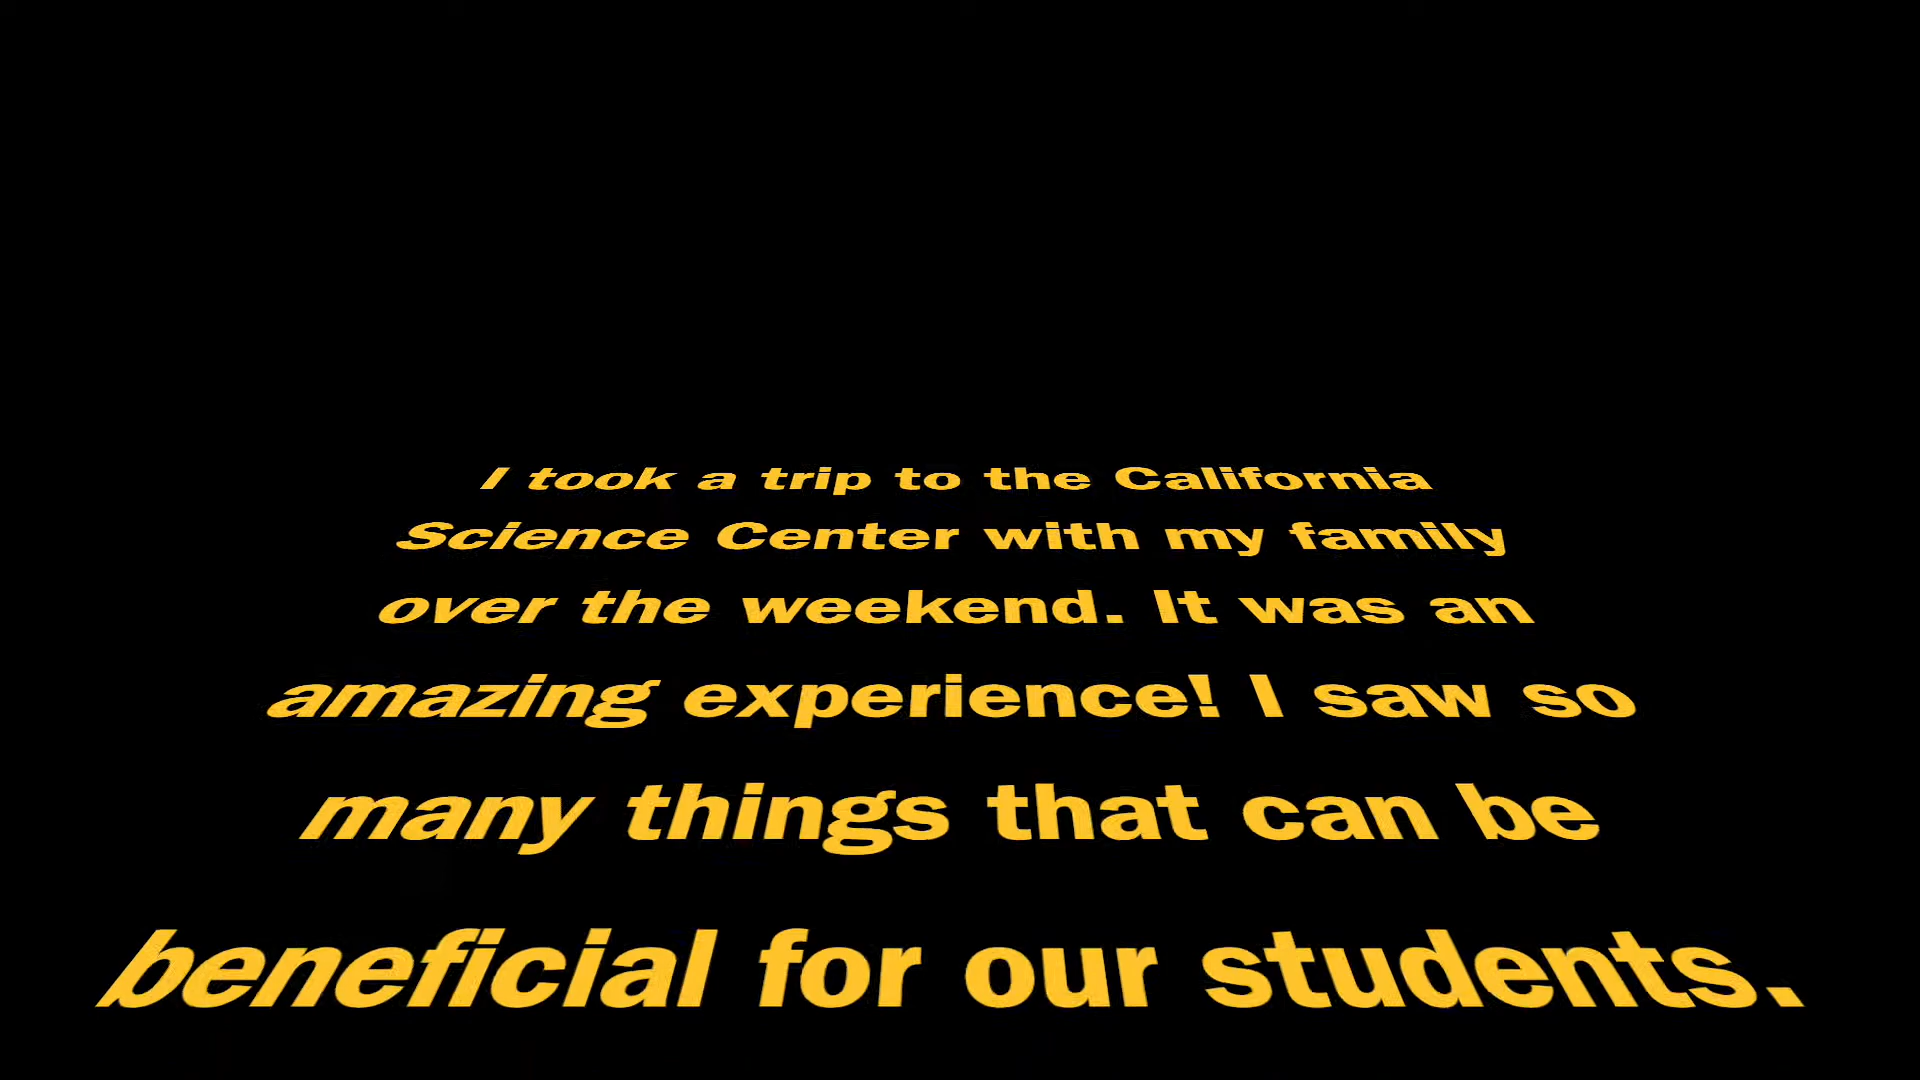 I took a trip to the California
Science Center with my family
over the weekend. It was an
amazing experience! I saw so
many things that can be
beneficial for our students.